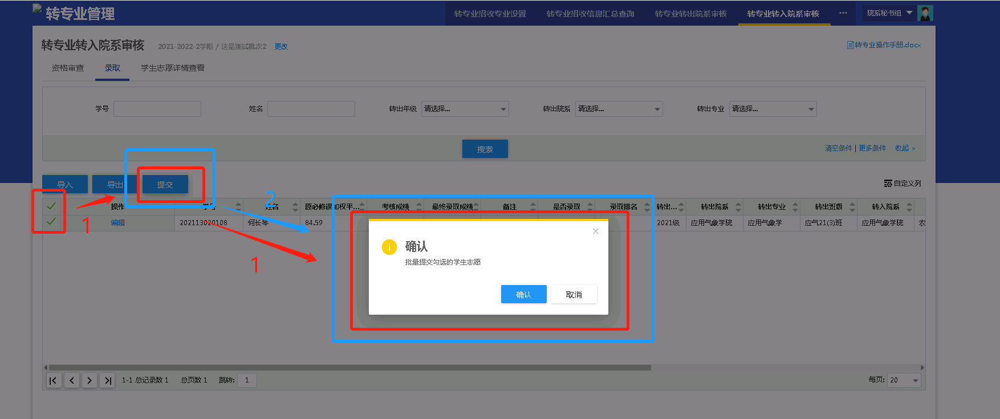 转专业管理
转专业招收专业设置 转专业招收信息汇总查询 转专业转出院系审核 转专业转入院系审核 ··· 院系秘书组
转专业转入院系审核 2021-2022-2学期 / 这是测试批次2 更改 转专业操作手册.docx
资格审查 录取 学生志愿详情查看
学号 姓名 转出年级 请选择... 转出院系 请选择... 转出专业 请选择...
搜索 清空条件 | 更多条件 收起 >
导入 导出 提交 自定义列
操作 学号 姓名 原必修课加权平... 考核成绩 最终录取成绩 备注 是否录取 录取排名 转出... 转出院系 转出专业 转出班级 转入院系
编辑 202113020108 何长琴 84.59 2021级 应用气象学院 应用气象学 应气21(3)班 应用气象学院 农
1
2
1
确认
批量提交勾选的学生志愿
确认 取消
1-1 总记录数 1 总页数 1 跳转: 1 每页: 20